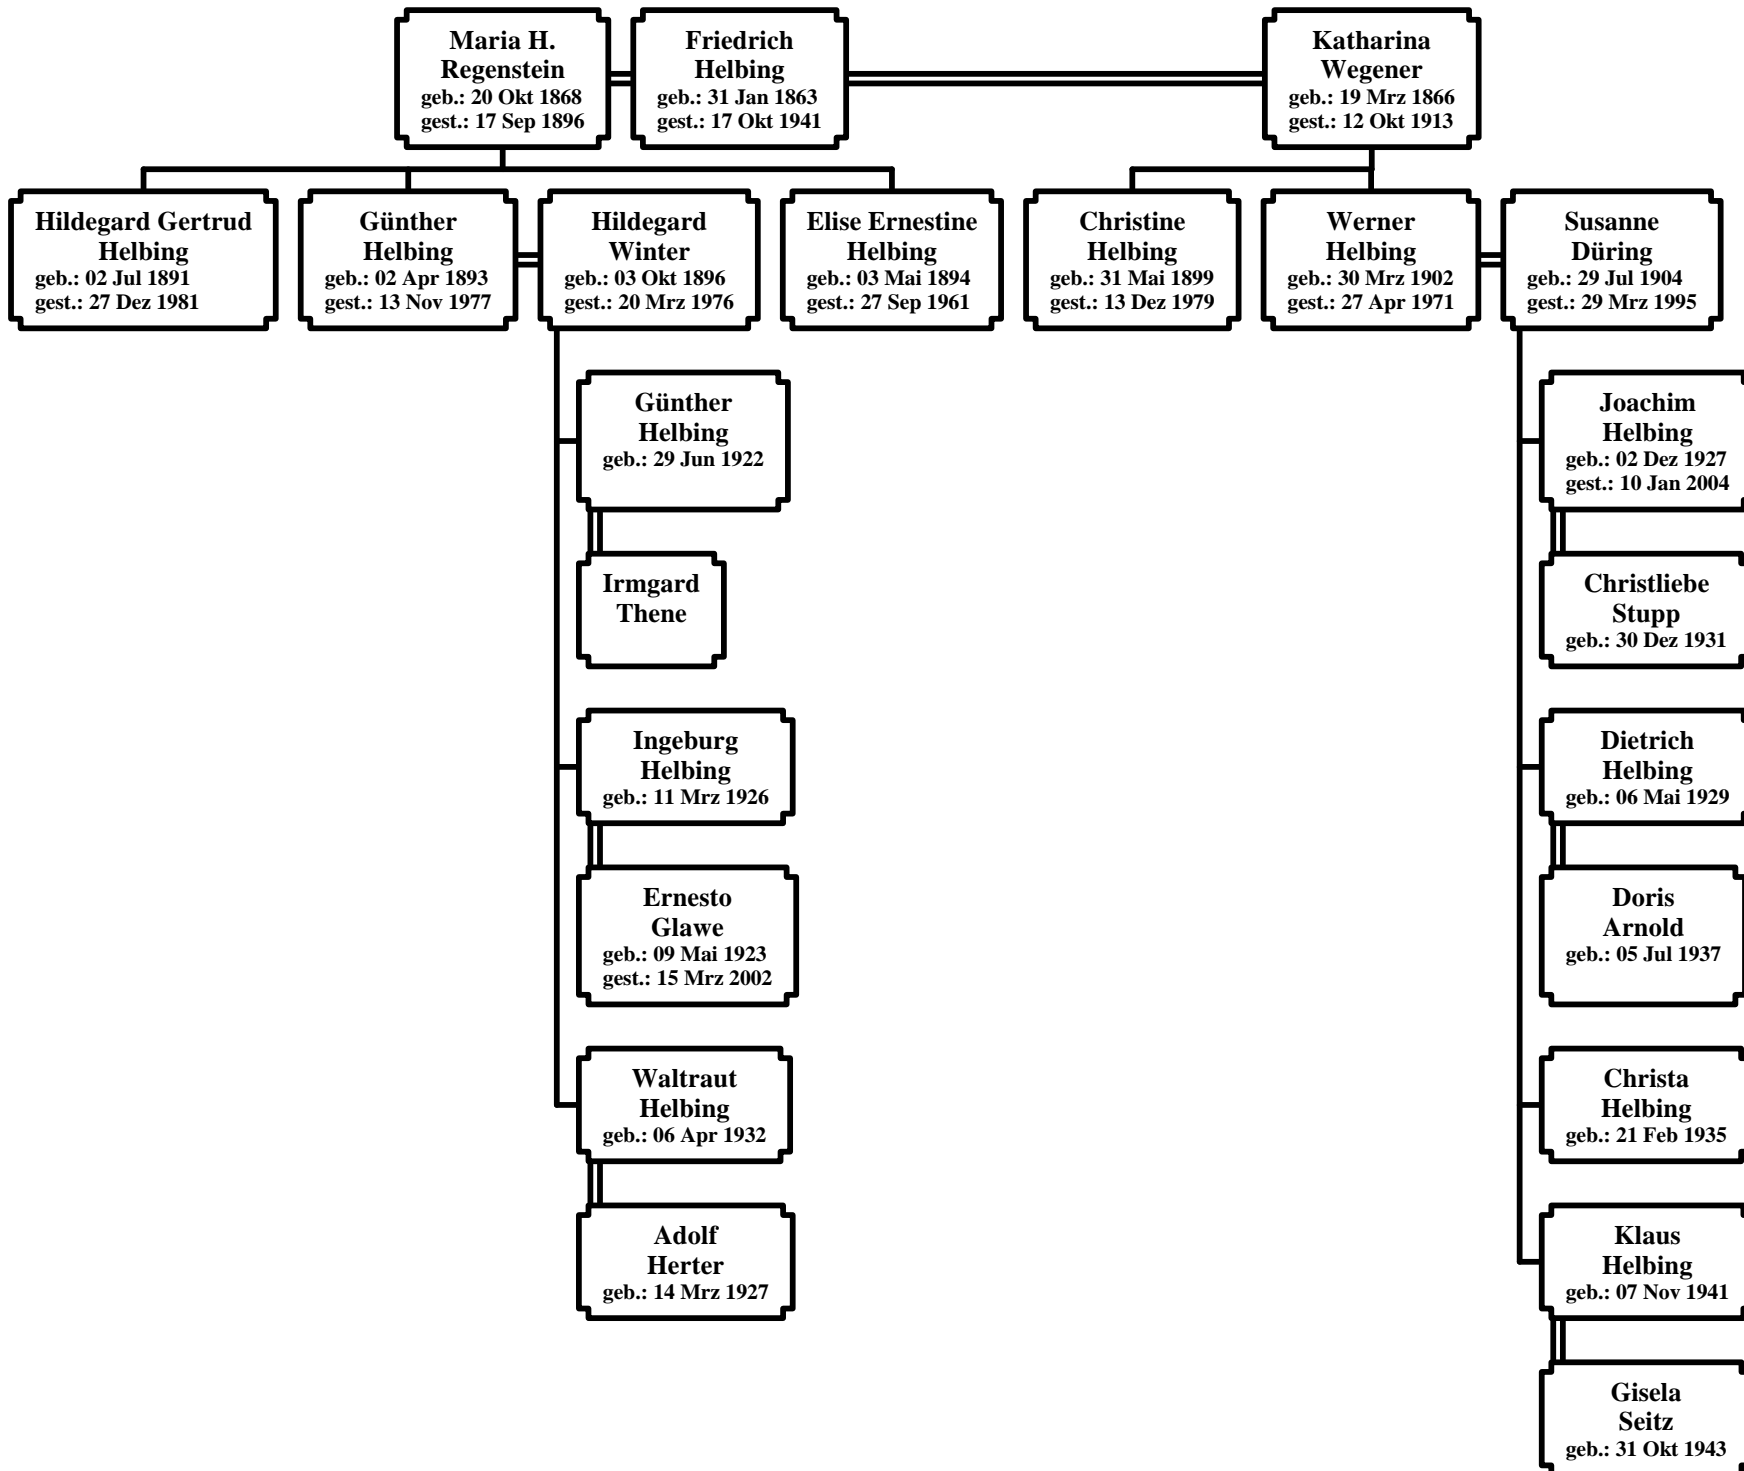 Maria H.
Regenstein
geb.: 20 Okt 1868
gest.: 17 Sep 1896
Friedrich
Helbing
geb.: 31 Jan 1863
gest.: 17 Okt 1941
Katharina
Wegener
geb.: 19 Mrz 1866
gest.: 12 Okt 1913
Hildegard Gertrud
Helbing
geb.: 02 Jul 1891
gest.: 27 Dez 1981
Günther
Helbing
geb.: 02 Apr 1893
gest.: 13 Nov 1977
Hildegard
Winter
geb.: 03 Okt 1896
gest.: 20 Mrz 1976
Elise Ernestine
Helbing
geb.: 03 Mai 1894
gest.: 27 Sep 1961
Christine
Helbing
geb.: 31 Mai 1899
gest.: 13 Dez 1979
Werner
Helbing
geb.: 30 Mrz 1902
gest.: 27 Apr 1971
Susanne
Düring
geb.: 29 Jul 1904
gest.: 29 Mrz 1995
Günther
Helbing
geb.: 29 Jun 1922
Irmgard
Thene
Ingeburg
Helbing
geb.: 11 Mrz 1926
Ernesto
Glawe
geb.: 09 Mai 1923
gest.: 15 Mrz 2002
Waltraut
Helbing
geb.: 06 Apr 1932
Adolf
Herter
geb.: 14 Mrz 1927
Joachim
Helbing
geb.: 02 Dez 1927
gest.: 10 Jan 2004
Christliebe
Stupp
geb.: 30 Dez 1931
Dietrich
Helbing
geb.: 06 Mai 1929
Doris
Arnold
geb.: 05 Jul 1937
Christa
Helbing
geb.: 21 Feb 1935
Klaus
Helbing
geb.: 07 Nov 1941
Gisela
Seitz
geb.: 31 Okt 1943